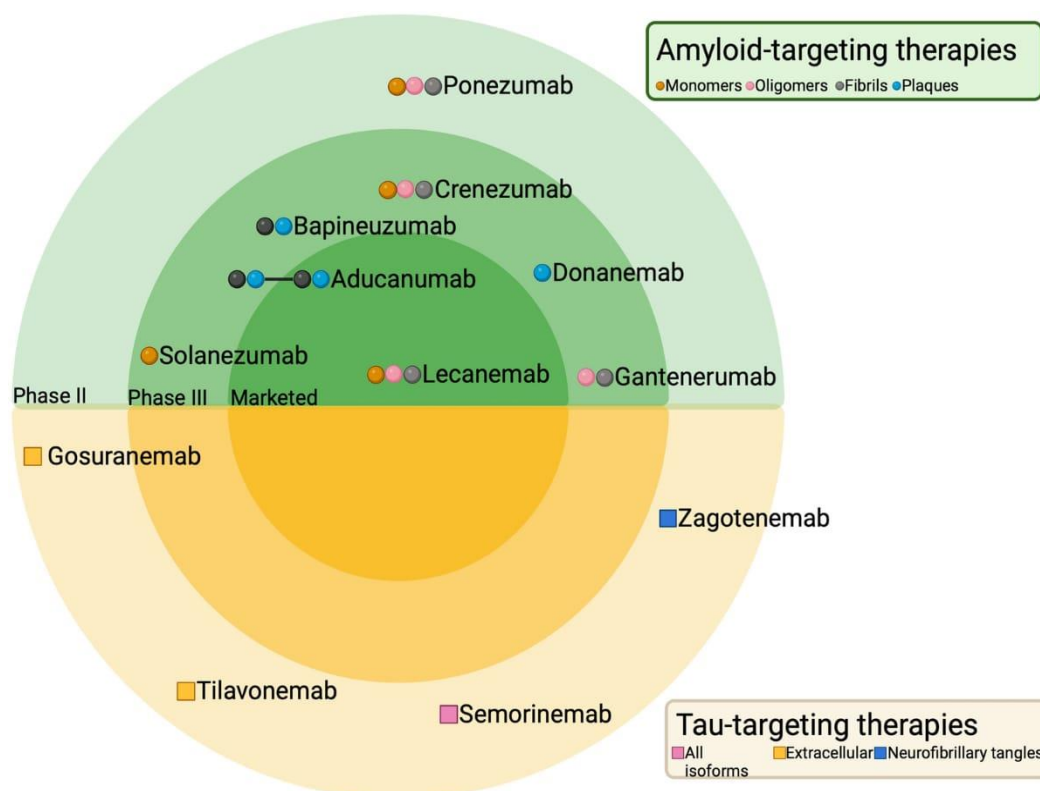 Amyloid-targeting therapies
Monomers Oligomers Fibrils Plaques
Ponezumab
Crenezumab
Bapineuzumab
Donanemab
Aducanumab
Solanezumab
Lecanemab
Gantenerumab
Phase II
Phase III
Marketed
Gosuranemab
Zagotenemab
Tilavonemab
Semorinemab
Tau-targeting therapies
All Extracellular Neurofibrillary tangles
isoforms